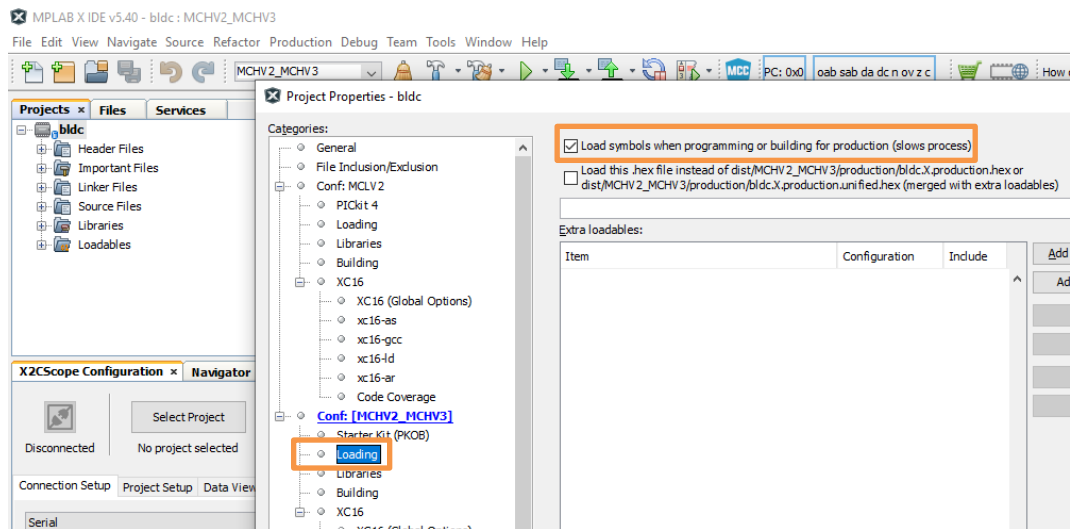 MPLAB X IDE v5.40 - bldc : MCHV2_MCHV3
File Edit View Navigate Source Refactor Production Debug Team Tools Window Help
MCHV2_MCHV3
MCC
PC: 0x0
oab sab da dc n ov z c
How
Projects × Files Services
bldc
Header Files
Important Files
Linker Files
Source Files
Libraries
Loadables
X2CScope Configuration × Navigator
Select Project
Disconnected
No project selected
Connection Setup Project Setup Data View
Serial
Project Properties - bldc
Categories:
General
File Inclusion/Exclusion
Conf: MCLV2
PICkit 4
Loading
Libraries
Building
XC16
XC16 (Global Options)
xc16-as
xc16-gcc
xc16-ld
xc16-ar
Code Coverage
Conf: [MCHV2_MCHV3]
Starter Kit (PKOB)
Loading
Libraries
Building
XC16
XC16 (Global Options)
Load symbols when programming or building for production (slows process)
Load this .hex file instead of dist/MCHV2_MCHV3/production/bldc.X.production.hex or
dist/MCHV2_MCHV3/production/bldc.X.production.unified.hex (merged with extra loadables)
Extra loadables:
Item Configuration Include
Add
Ad